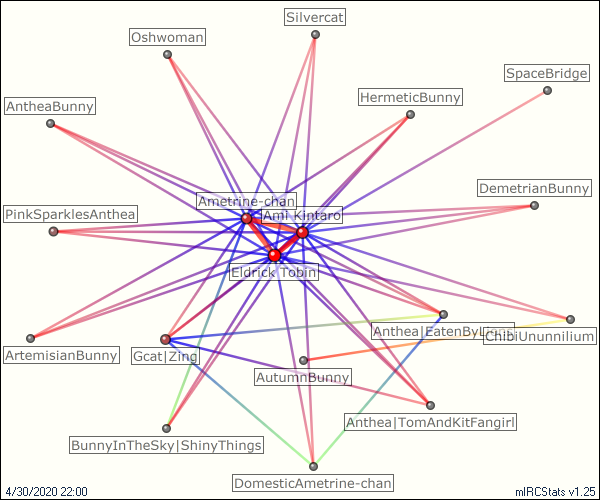 Silvercat
Oshwoman
SpaceBridge
HermeticBunny
AntheaBunny
DemetrianBunny
Ametrine-chan
Ami Kintaro
PinkSparklesAnthea
Eldrick Tobin
Anthea|EatenBy
ChibiUnunnilium
ArtemisianBunny
Gcat|Zing
AutumnBunny
Anthea|TomAndKitFangirl
BunnyInTheSky|ShinyThings
DomesticAmetrine-chan
4/30/2020 22:00
mIRCStats v1.25